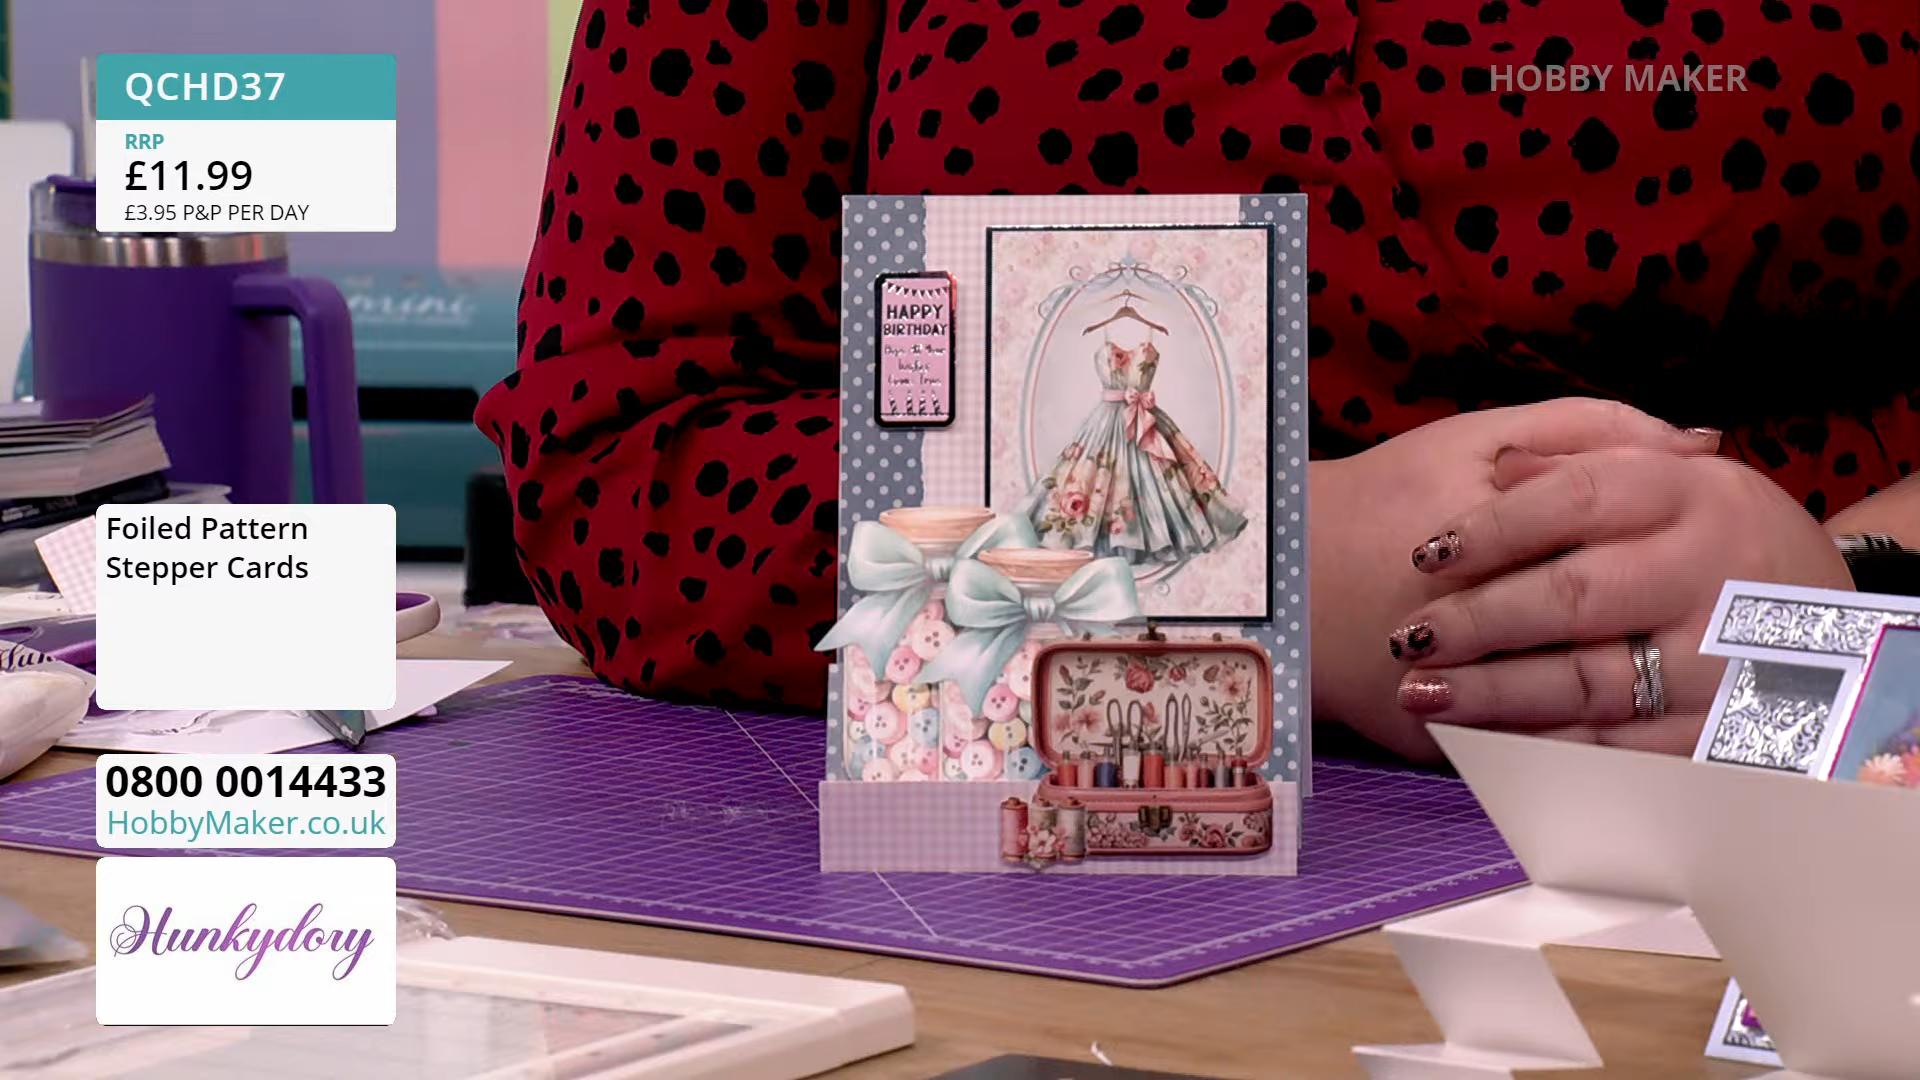 QCHD37
RRP
£11.99
£3.95 P&P PER DAY
HOBBY MAKER
HAPPY
BIRTHDAY
mini
Foiled Pattern
Stepper Cards
0800 0014433
HobbyMaker.co.uk
Hunkydory